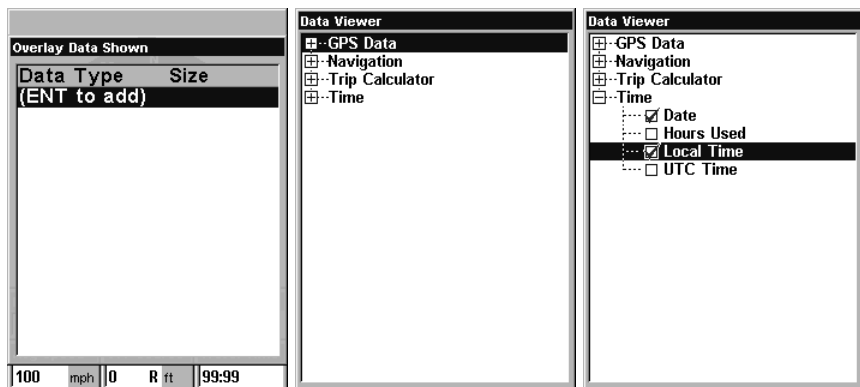 Overlay Data Shown
Data Type Size
(ENT to add)
100 mph 0 R ft 99:99
Data Viewer
GPS Data
Navigation
Trip Calculator
Time
Data Viewer
GPS Data
Navigation
Trip Calculator
Time
Date
Hours Used
Local Time
UTC Time